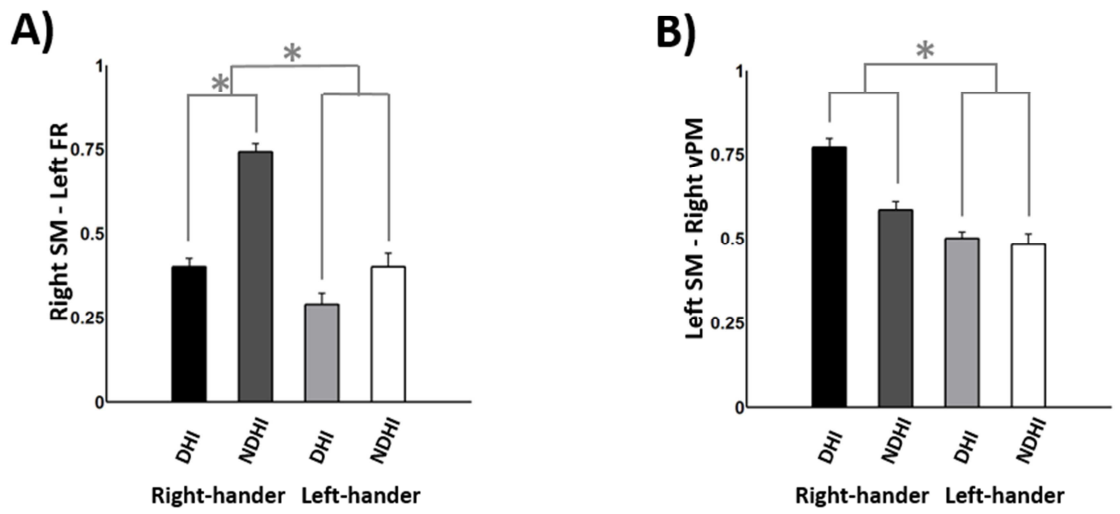 A)
*
*
Right SM - Left FR
1
0.75
0.5
0.25
0
DHI
NDHI
DHI
NDHI
Right-hander
Left-hander
B)
*
Left SM - Right vPM
1
0.75
0.5
0.25
0
DHI
NDHI
DHI
NDHI
Right-hander
Left-hander